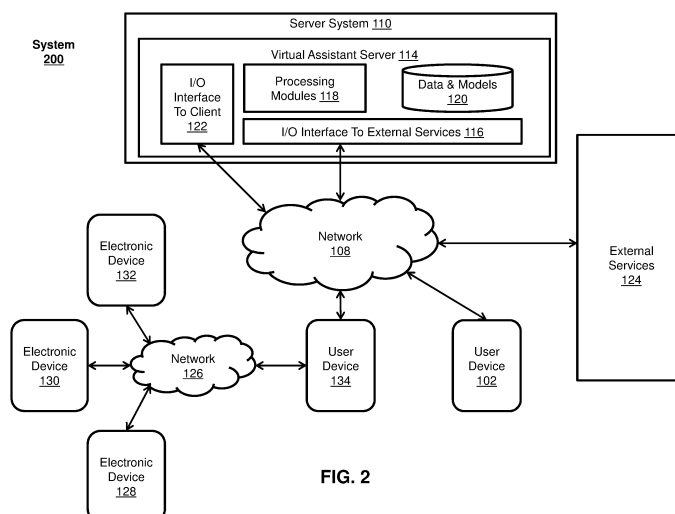 Server System 110
System
200
Virtual Assistant Server 114
I/O
Interface
To Client
122
Processing
Modules 118
Data & Models
120
I/O Interface To External Services 116
Network
108
External
Services
124
Electronic
Device
132
Electronic
Device
130
Network
126
User
Device
134
User
Device
102
Electronic
Device
128
FIG. 2